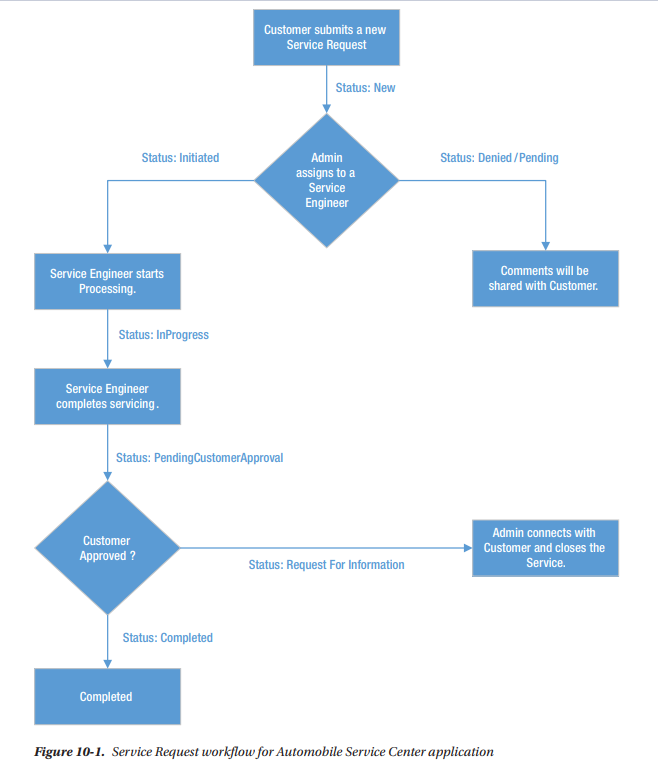 Customer submits a new
Service Request
Status: New
Status: Initiated
Admin
assigns to a
Service
Engineer
Status: Denied/Pending
Service Engineer starts
Processing.
Comments will be
shared with Customer.
Status: InProgress
Service Engineer
completes servicing.
Status: PendingCustomerApproval
Customer
Approved ?
Status: Request For Information
Admin connects with
Customer and closes the
Service.
Status: Completed
Completed
Figure 10-1. Service Request workflow for Automobile Service Center application